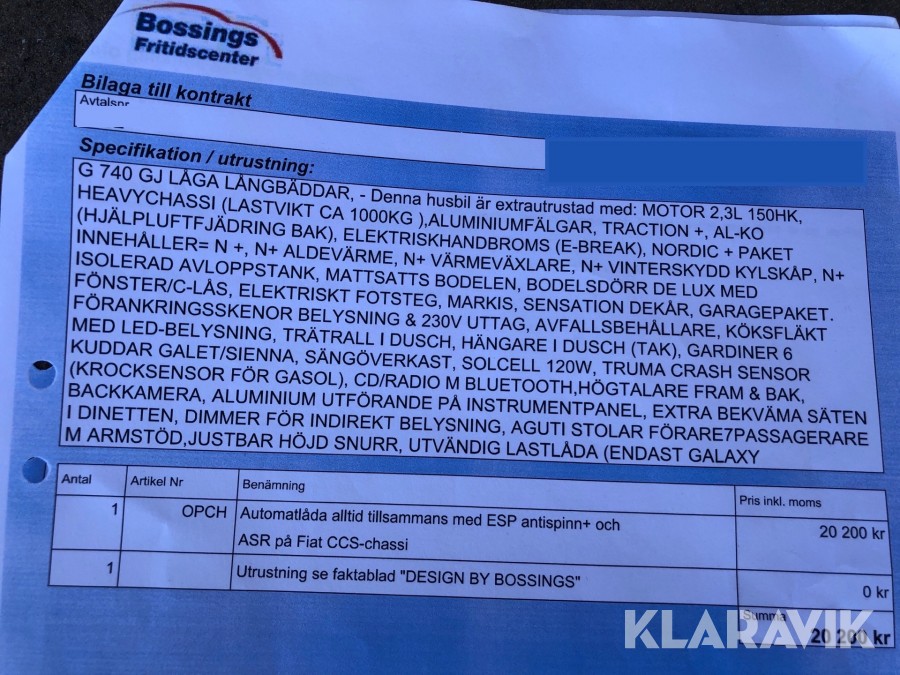 Bossings
Fritidscenter
Bilaga till kontrakt
Avtalsnr
Specifikation / utrustning:
G 740 GJ LÅGA LÅNGBÄDDAR, - Denna husbil är extrautrustad med: MOTOR 2,3L 150HK,
HEAVYCHASSI (LASTVIKT CA 1000KG ),ALUMINIUMFÄLGAR, TRACTION +, AL-KO
(HJÄLPLUFTFJÄDRING BAK), ELEKTRISKHANDBROMS (E-BREAK), NORDIC + PAKET
INNEHÅLLER= N +, N+ ALDEVÄRME, N+ VÄRMEVÄXLARE, N+ VINTERSKYDD KYLSKÅP, N+
ISOLERAD AVLOPPSTANK, MATTSATTS BODELEN, BODELSDÖRR DE LUX MED
FÖNSTER/C-LÅS, ELEKTRISKT FOTSTEG, MARKIS, SENSATION DEKÅR, GARAGEPAKET.
FÖRANKRINGSSKENOR BELYSNING & 230V UTTAG, AVFALLSBEHÅLLARE, KÖKSFLÄKT
MED LED-BELYSNING, TRÄTRALL I DUSCH, HÄNGARE I DUSCH (TAK), GARDINER 6
KUDDAR GALET/SIENNA, SÄNGÖVERKAST, SOLCELL 120W, TRUMA CRASH SENSOR
(KROCKSENSOR FÖR GASOL), CD/RADIO M BLUETOOTH,HÖGTALARE FRAM & BAK,
BACKKAMERA, ALUMINIUM UTFÖRANDE PÅ INSTRUMENTPANEL, EXTRA BEKVÄMA SÄTEN
I DINETTEN, DIMMER FÖR INDIREKT BELYSNING, AGUTI STOLAR FÖRARE7PASSAGERARE
M ARMSTÖD,JUSTBAR HÖJD SNURR, UTVÄNDIG LASTLÅDA (ENDAST GALAXY
Antal Artikel Nr Benämning Pris inkl. moms
1 OPCH Automatlåda alltid tillsammans med ESP antispinn+ och 20 200 kr
ASR på Fiat CCS-chassi
1 Utrustning se faktablad "DESIGN BY BOSSINGS" 0 kr
Summa
20 200 kr
KLARAVIK